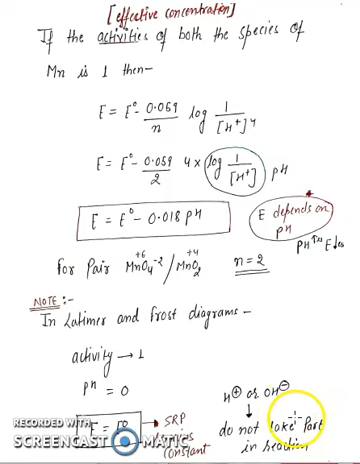 [effective concentration]
If the activities of both the species of
Mn is 1 then-
E = E° - 0.059/n log 1/[H+]4
E = E° - 0.059/2 4 x log 1/[H+] pH
E = E° - 0.018 pH
E depends on
pH
PH↑es E↓es
for pair +6 MnO4-2 / +4 MnO2 n = 2
NOTE:-
In Latimer and frost diagrams-
activity → 1
PH = 0
H⊕ or OH⊖
↓
do not take Part
in reaction
E = E° → SRP
constant
RECORDED WITH
SCREENCAST MATIC